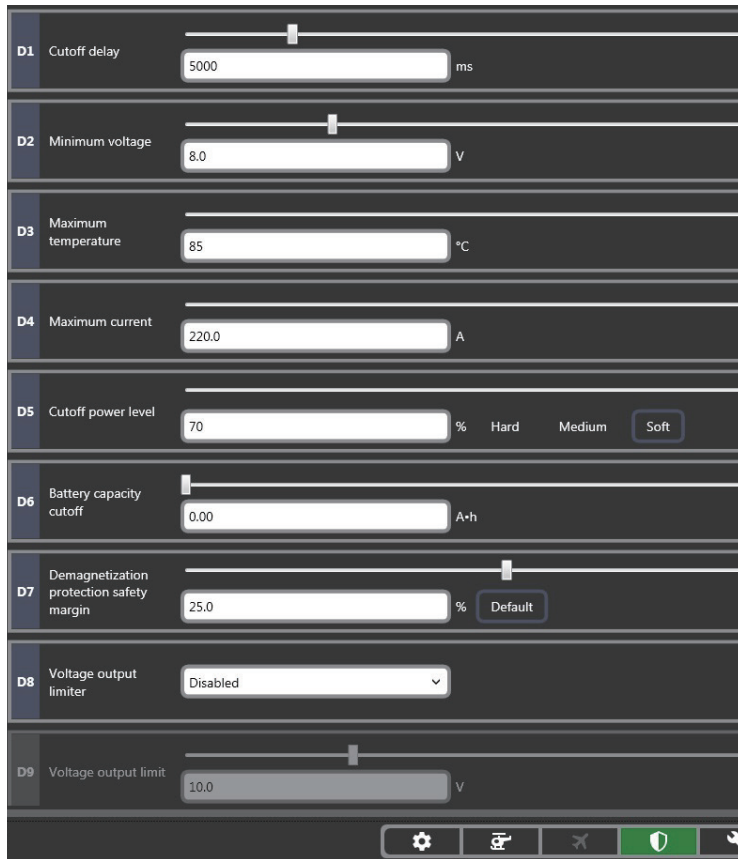 D1 Cutoff delay
5000 ms
D2 Minimum voltage
8.0 V
D3 Maximum
temperature
85 °C
D4 Maximum current
220.0 A
D5 Cutoff power level
70 % Hard Medium Soft
D6 Battery capacity
cutoff
0.00 A•h
D7 Demagnetization
protection safety
margin
25.0 % Default
D8 Voltage output
limiter
Disabled
D9 Voltage output limit
10.0 V